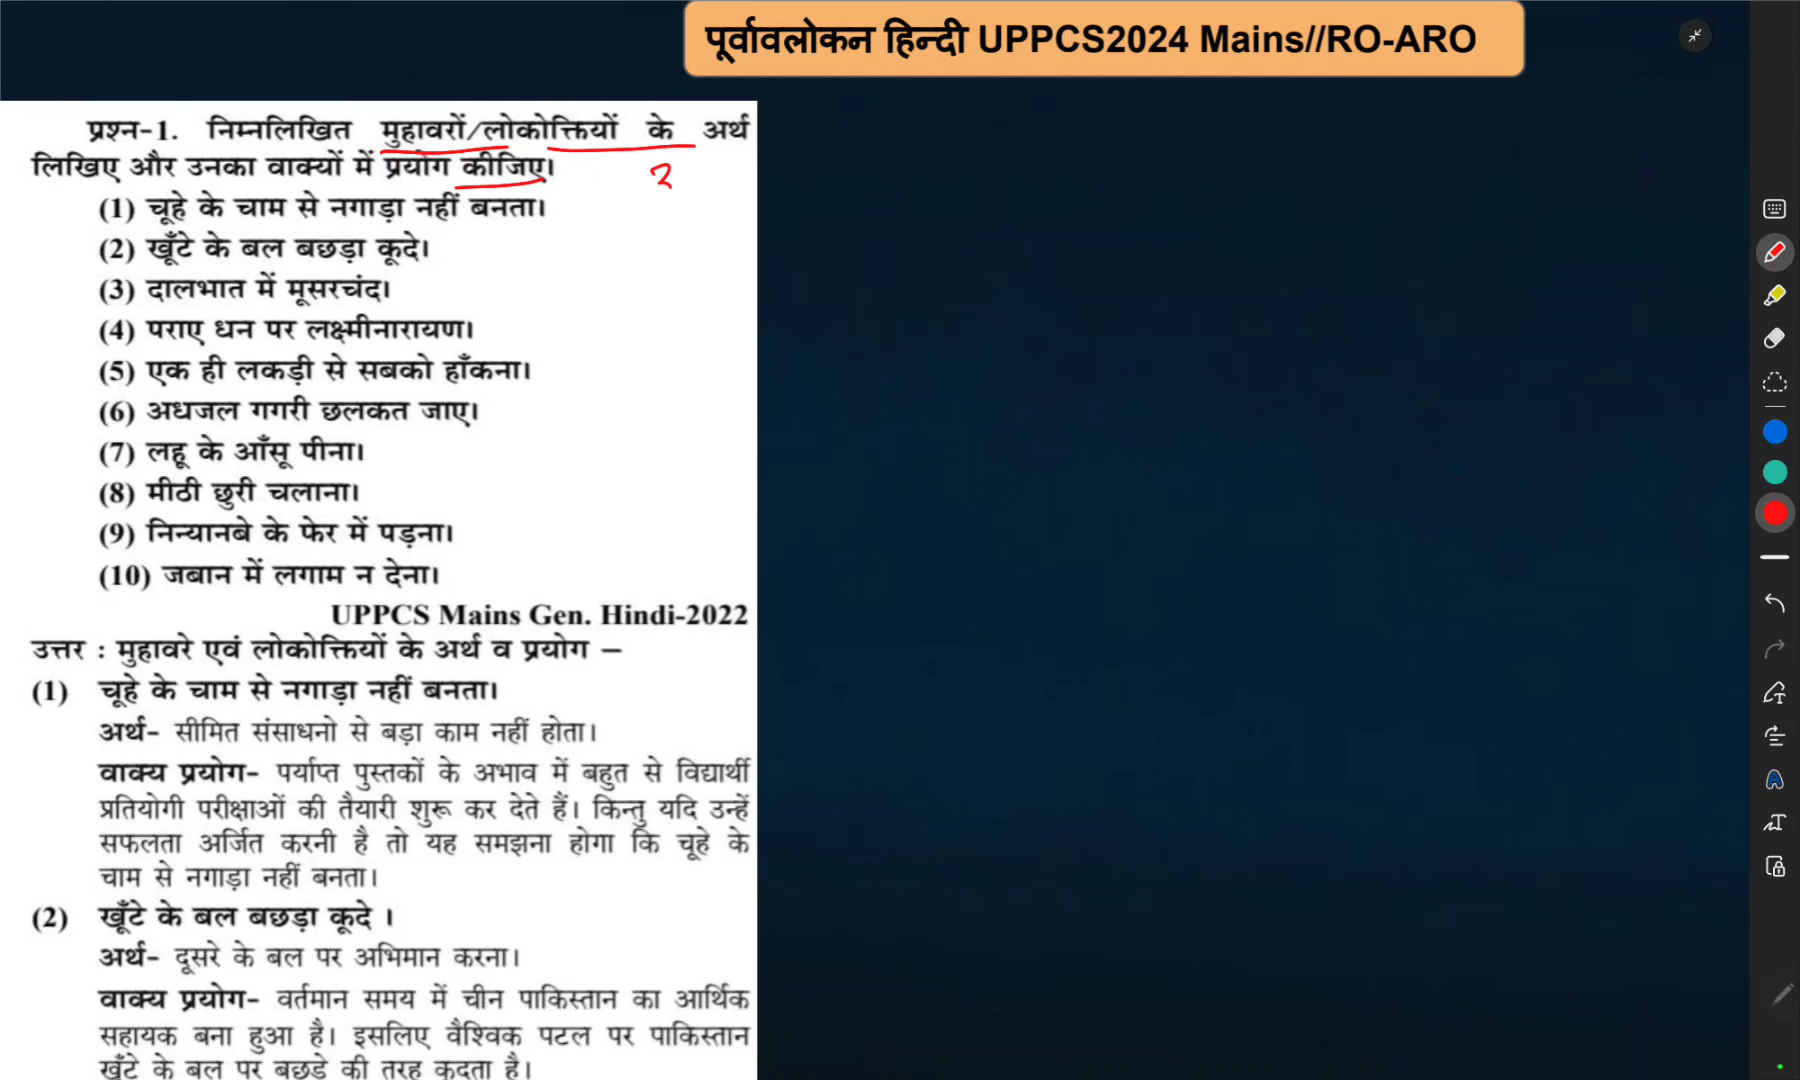 पूर्वावलोकन हिन्दी UPPCS2024 Mains//RO-ARO
प्रश्न-1. निम्नलिखित मुहावरों/लोकोक्तियों के अर्थ
लिखिए और उनका वाक्यों में प्रयोग कीजिए।
(1) चूहे के चाम से नगाड़ा नहीं बनता।
(2) खूँटे के बल बछड़ा कूदे।
(3) दालभात में मूसरचंद।
(4) पराए धन पर लक्ष्मीनारायण।
(5) एक ही लकड़ी से सबको हाँकना।
(6) अधजल गगरी छलकत जाए।
(7) लहू के आँसू पीना।
(8) मीठी छुरी चलाना।
(9) निन्यानबे के फेर में पड़ना।
(10) जबान में लगाम न देना।
UPPCS Mains Gen. Hindi-2022
उत्तर : मुहावरे एवं लोकोक्तियों के अर्थ व प्रयोग –
(1) चूहे के चाम से नगाड़ा नहीं बनता।
अर्थ- सीमित संसाधनो से बड़ा काम नहीं होता।
वाक्य प्रयोग- पर्याप्त पुस्तकों के अभाव में बहुत से विद्यार्थी
प्रतियोगी परीक्षाओं की तैयारी शुरू कर देते हैं। किन्तु यदि उन्हें
सफलता अर्जित करनी है तो यह समझना होगा कि चूहे के
चाम से नगाड़ा नहीं बनता।
(2) खूँटे के बल बछड़ा कूदे ।
अर्थ- दूसरे के बल पर अभिमान करना।
वाक्य प्रयोग- वर्तमान समय में चीन पाकिस्तान का आर्थिक
सहायक बना हुआ है। इसलिए वैश्विक पटल पर पाकिस्तान
खूँटे के बल पर बछड़े की तरह कूदता है।